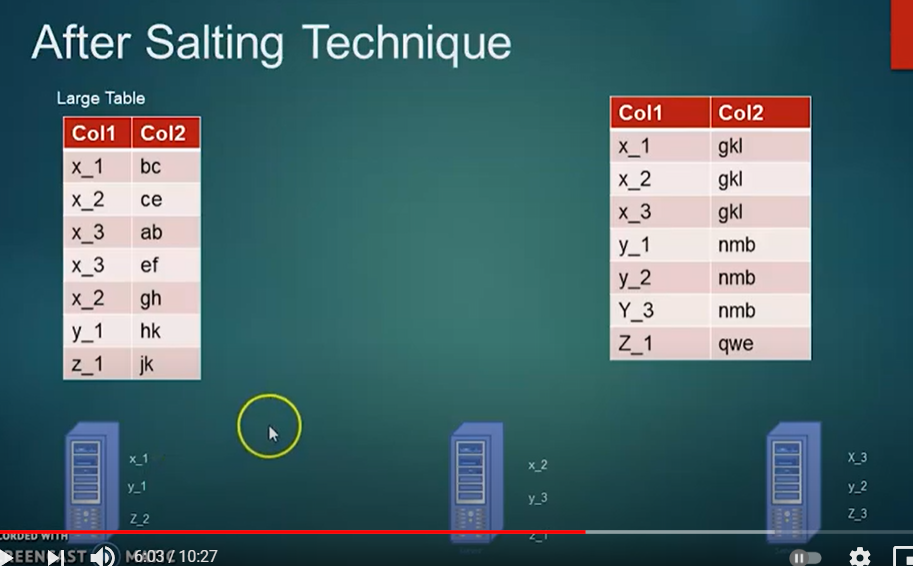 After Salting Technique
Large Table
Col1 Col2
x_1 bc
x_2 ce
x_3 ab
x_3 ef
x_2 gh
y_1 hk
z_1 jk
Col1 Col2
x_1 gkl
x_2 gkl
x_3 gkl
y_1 nmb
y_2 nmb
Y_3 nmb
Z_1 qwe
x_1
y_1
Z_2
x_2
y_3
z_1
X_3
y_2
Z_3
CORDED WITH
REENCAST MATIC
6:03 / 10:27